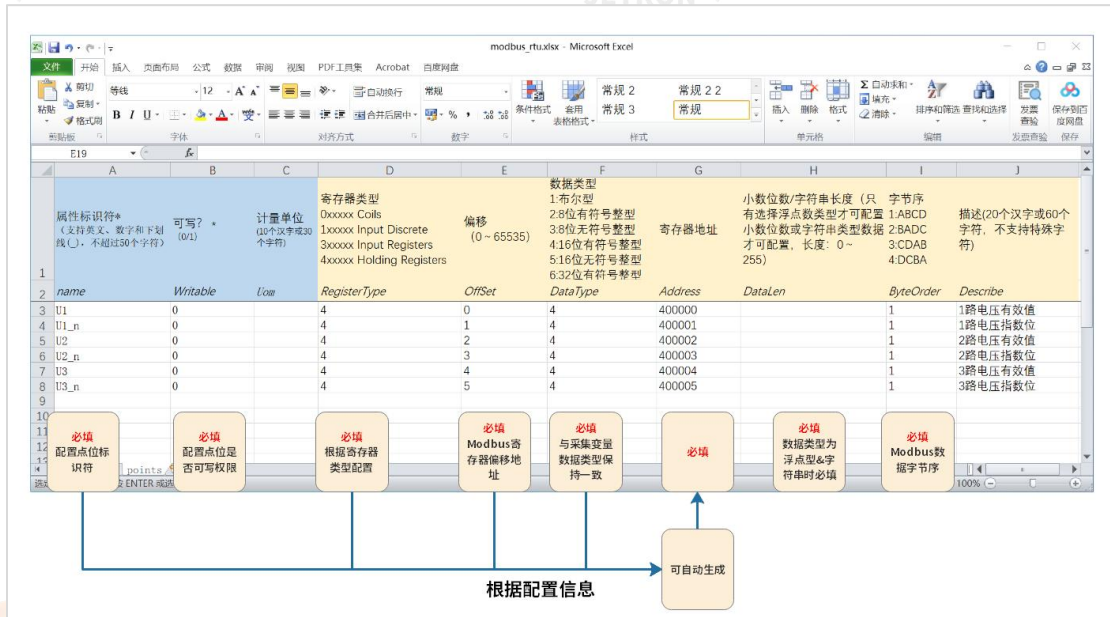 modbus_rtu.xlsx - Microsoft Excel
文件 开始 插入 页面布局 公式 数据 审阅 视图 PDF工具集 Acrobat 百度网盘
粘贴
剪切
复制
格式刷
剪贴板
等线 12
B I U
字体
自动换行
合并后居中
对齐方式
常规
数字
条件格式
套用
表格格式
常规 2
常规 2 2
常规 3
常规
样式
插入 删除 格式
单元格
Σ 自动求和
填充
清除
排序和筛选 查找和选择
编辑
发票
查验
发票查验
保存到百
度网盘
保存
E19
fx
A B C D E F G H I J
1
属性标识符*
(支持英文、数字和下划
线(_)，不超过50个字符)
可写? *
(0/1)
计量单位
(10个汉字或30
个字符)
寄存器类型
0xxxxx Coils
1xxxxx Input Discrete
3xxxxx Input Registers
4xxxxx Holding Registers
偏移
(0~65535)
数据类型
1:布尔型
2:8位有符号整型
3:8位无符号整型
4:16位有符号整型
5:16位无符号整型
6:32位有符号整型
寄存器地址
小数位数/字符串长度（只
有选择浮点数类型才可配置
小数位数或字符串类型数据
才可配置，长度：0~
255)
字节序
1:ABCD
2:BADC
3:CDAB
4:DCBA
描述(20个汉字或60个
字符，不支持特殊字
符)
2 name Writable Uom RegisterType OffSet DataType Address DataLen ByteOrder Describe
3 U1 0 4 0 4 400000 1 1路电压有效值
4 U1_n 0 4 1 4 400001 1 1路电压指数位
5 U2 0 4 2 4 400002 1 2路电压有效值
6 U2_n 0 4 3 4 400003 1 2路电压指数位
7 U3 0 4 4 4 400004 1 3路电压有效值
8 U3_n 0 4 5 4 400005 1 3路电压指数位
9
10
11
12
必填
配置点位标
识符
必填
配置点位是
否可写权限
必填
根据寄存器
类型配置
必填
Modbus寄
存器偏移地
址
必填
与采集变量
数据类型保
持一致
必填
必填
数据类型为
浮点型&字
符串时必填
必填
Modbus数
据字节序
points
100%
可自动生成
根据配置信息